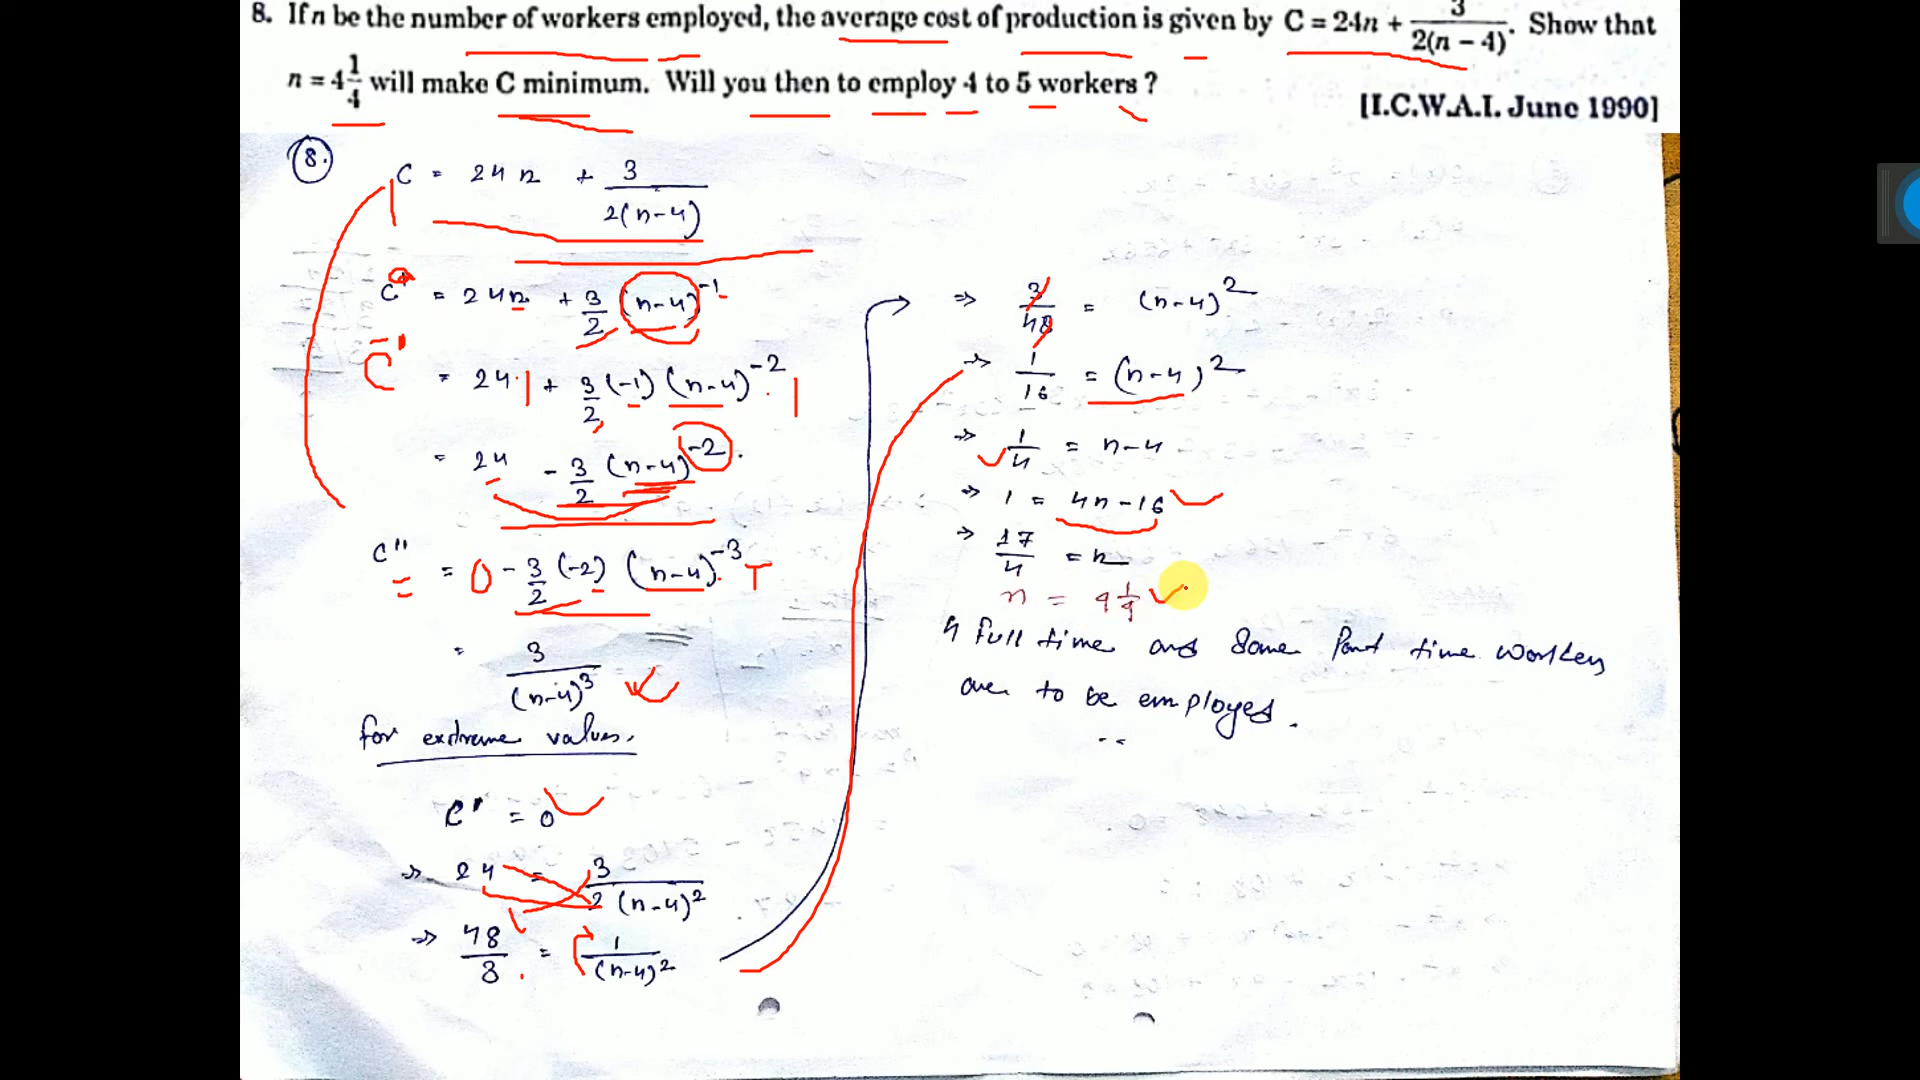 8. If n be the number of workers employed, the average cost of production is given by C = 24n + 3/2(n − 4). Show that
n = 4 1/4 will make C minimum. Will you then to employ 4 to 5 workers ?
[I.C.W.A.I. June 1990]
8.
C = 24n + 3/2(n-4)
C = 24n + 3/2 (n-4)^-1
C' = 24·1 + 3/2 (-1) (n-4)^-2 · 1
= 24 - 3/2 (n-4)^-2
C'' = 0 - 3/2 (-2) (n-4)^-3
= 3/(n-4)^3
for extreme values.
C' = 0
⇒ 24 = 3/2(n-4)^2
⇒ 48/3 = 1/(n-4)^2
⇒ 3/48 = (n-4)^2
⇒ 1/16 = (n-4)^2
⇒ 1/4 = n-4
⇒ 1 = 4n-16
⇒ 17/4 = n
n = 4 1/4
4 full time and some part time workers
are to be employed.